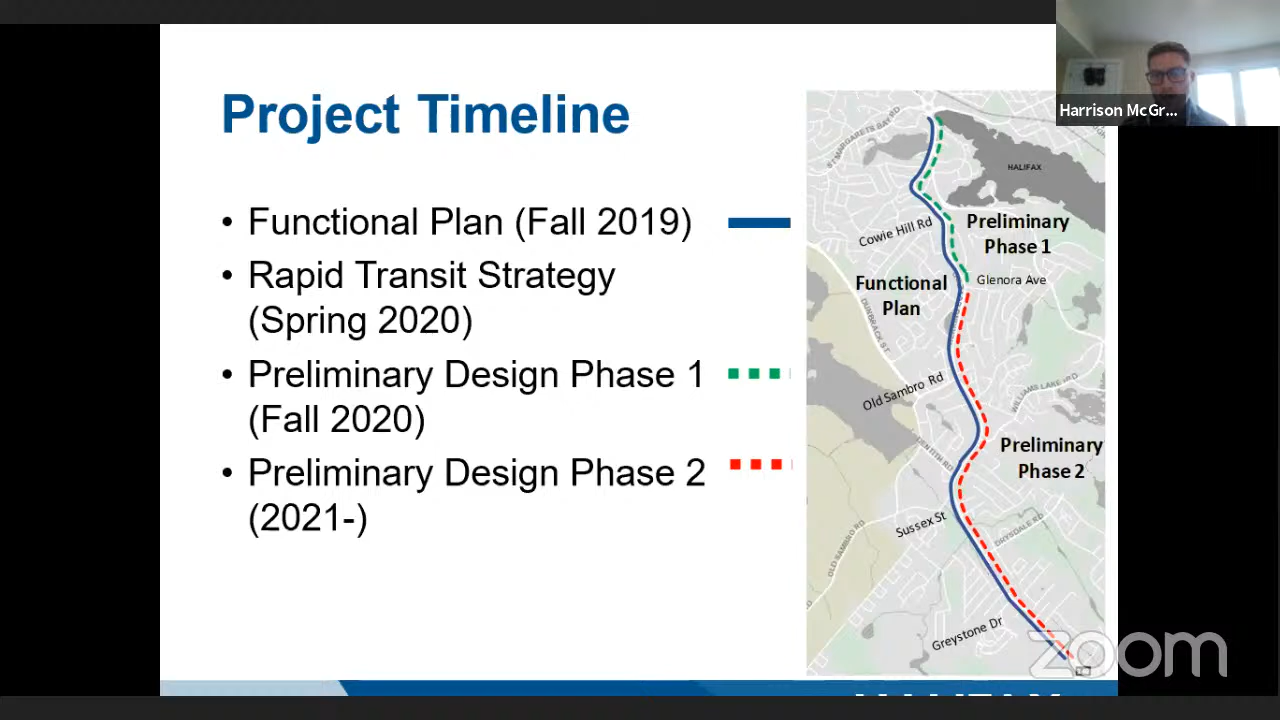 Project Timeline
• Functional Plan (Fall 2019)
• Rapid Transit Strategy
(Spring 2020)
• Preliminary Design Phase 1
(Fall 2020)
• Preliminary Design Phase 2
(2021-)
Harrison McGr...
ST MARGARETS BAY RD
HALIFAX
Cowie Hill Rd
Preliminary
Phase 1
Glenora Ave
Functional
Plan
DUNBRACK ST
Old Sambro Rd
WILLIAMS LAKE RD
Preliminary
Phase 2
Sussex St
DRYSDALE RD
OLD SAMBRO RD
Greystone Dr
zoom
HALIFAX